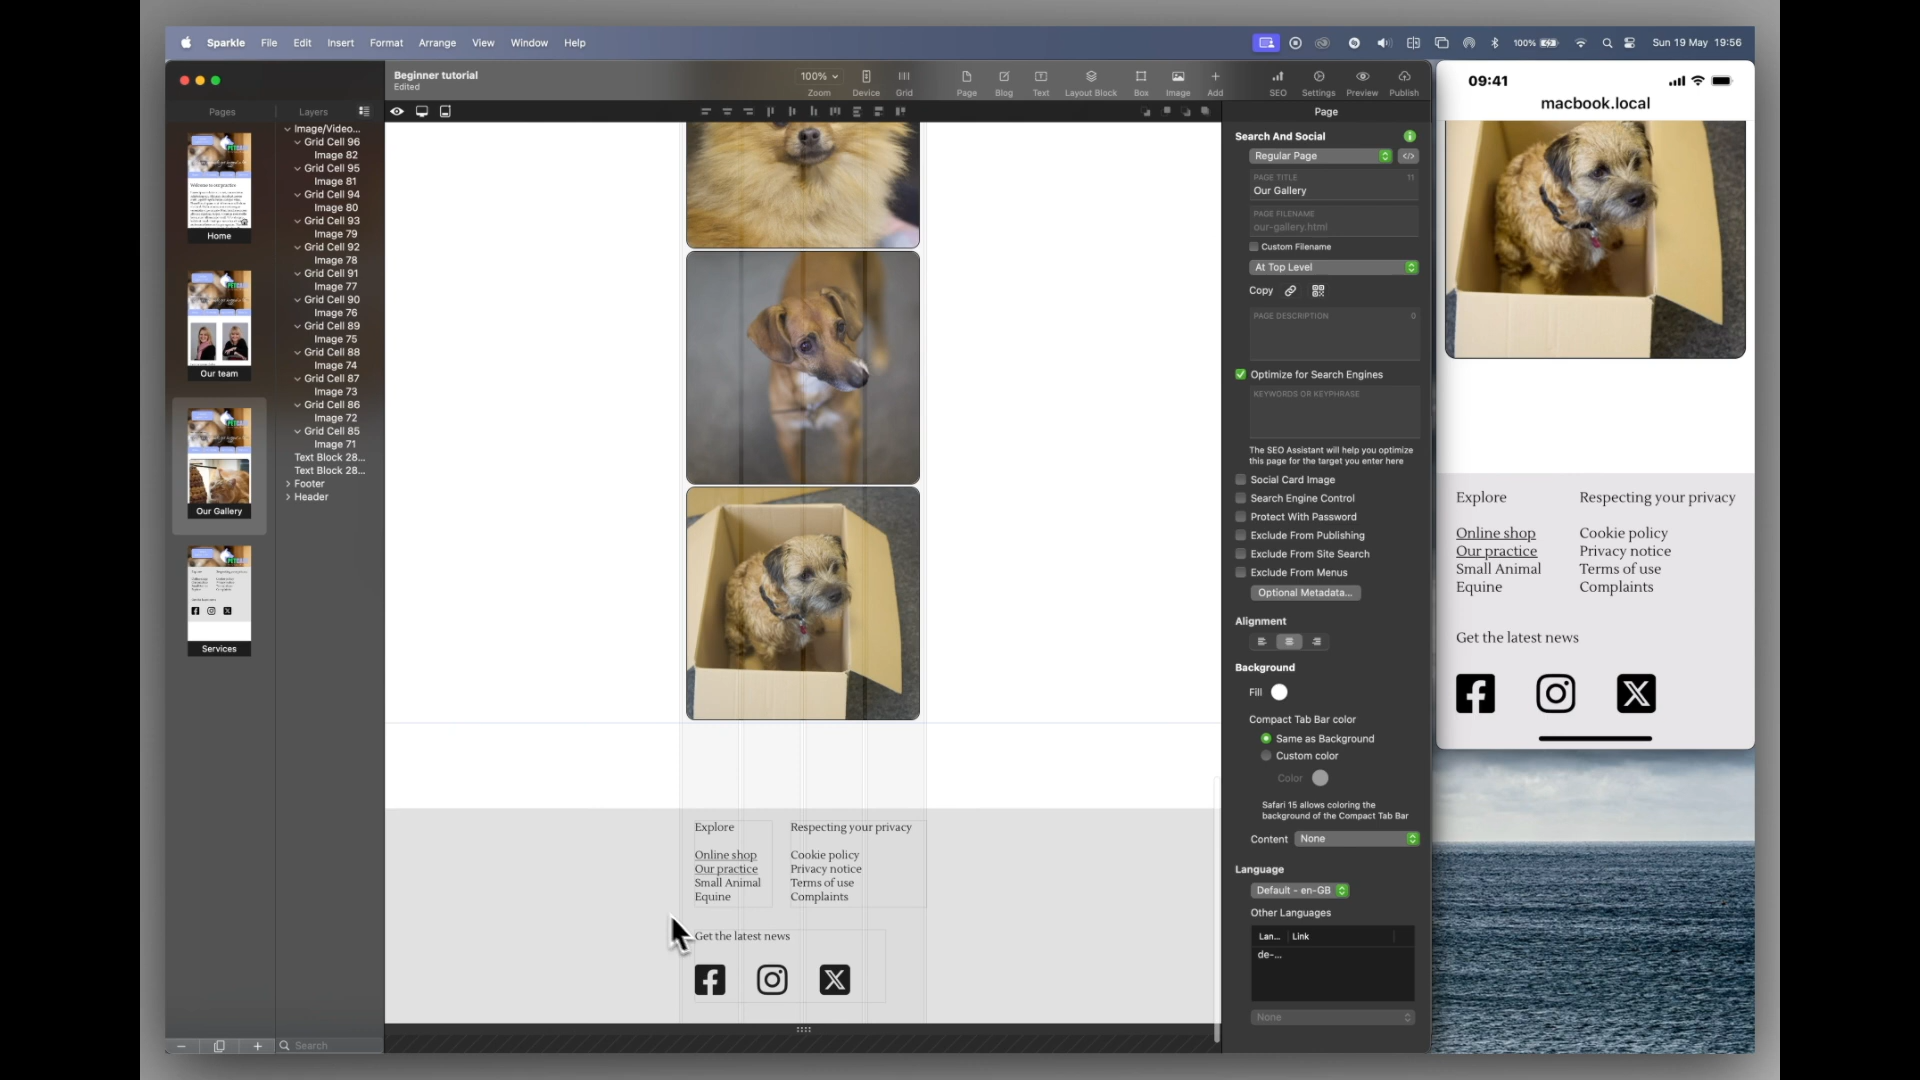 Sparkle File Edit Insert Format Arrange View Window Help
100% Sun 19 May 19:56
Beginner tutorial
Edited
100%
Zoom Device Grid Page Blog Text Layout Block Box Image Add SEO Settings Preview Publish
Pages Layers
Home
Our team
Our Gallery
Services
Image/Video...
Grid Cell 96
Image 82
Grid Cell 95
Image 81
Grid Cell 94
Image 80
Grid Cell 93
Image 79
Grid Cell 92
Image 78
Grid Cell 91
Image 77
Grid Cell 90
Image 76
Grid Cell 89
Image 75
Grid Cell 88
Image 74
Grid Cell 87
Image 73
Grid Cell 86
Image 72
Grid Cell 85
Image 71
Text Block 28...
Text Block 28...
Footer
Header
Search
Explore
Online shop
Our practice
Small Animal
Equine
Respecting your privacy
Cookie policy
Privacy notice
Terms of use
Complaints
Get the latest news
Page
Search And Social
Regular Page
PAGE TITLE 11
Our Gallery
PAGE FILENAME
our-gallery.html
Custom Filename
At Top Level
Copy
PAGE DESCRIPTION 0
Optimize for Search Engines
KEYWORDS OR KEYPHRASE
The SEO Assistant will help you optimize
this page for the target you enter here
Social Card Image
Search Engine Control
Protect With Password
Exclude From Publishing
Exclude From Site Search
Exclude From Menus
Optional Metadata...
Alignment
Background
Fill
Compact Tab Bar color
Same as Background
Custom color
Color
Safari 15 allows coloring the
background of the Compact Tab Bar
Content None
Language
Default - en-GB
Other Languages
Lan... Link
de-...
None
09:41
macbook.local
Explore
Online shop
Our practice
Small Animal
Equine
Respecting your privacy
Cookie policy
Privacy notice
Terms of use
Complaints
Get the latest news